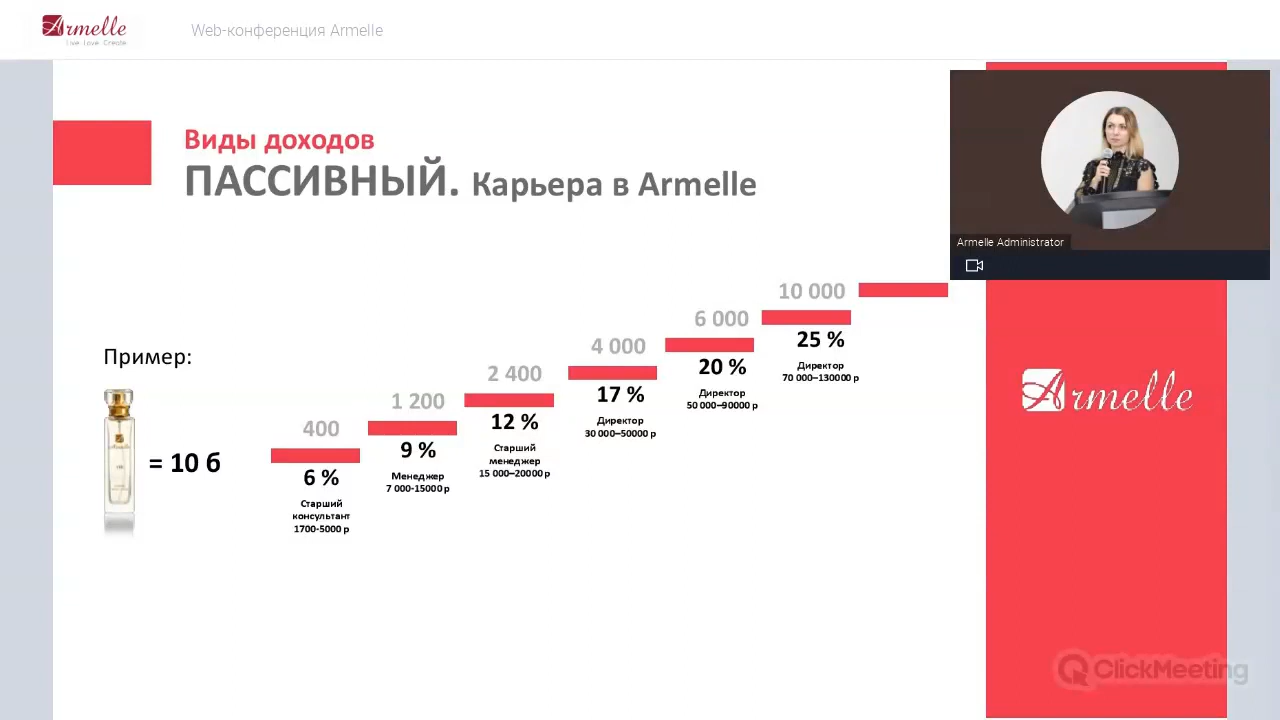 Armelle
Live. Love. Create
Web-конференция Armelle
Виды доходов
ПАССИВНЫЙ. Карьера в Armelle
Armelle Administrator
Пример:
= 10 б
400
6 %
Старший
консультант
1700-5000 р
1 200
9 %
Менеджер
7 000-15000 р
2 400
12 %
Старший
менеджер
15 000–20000 р
4 000
17 %
Директор
30 000–50000 р
6 000
20 %
Директор
50 000–90000 р
10 000
25 %
Директор
70 000–130000 р
Armelle
Armelle
ClickMeeting